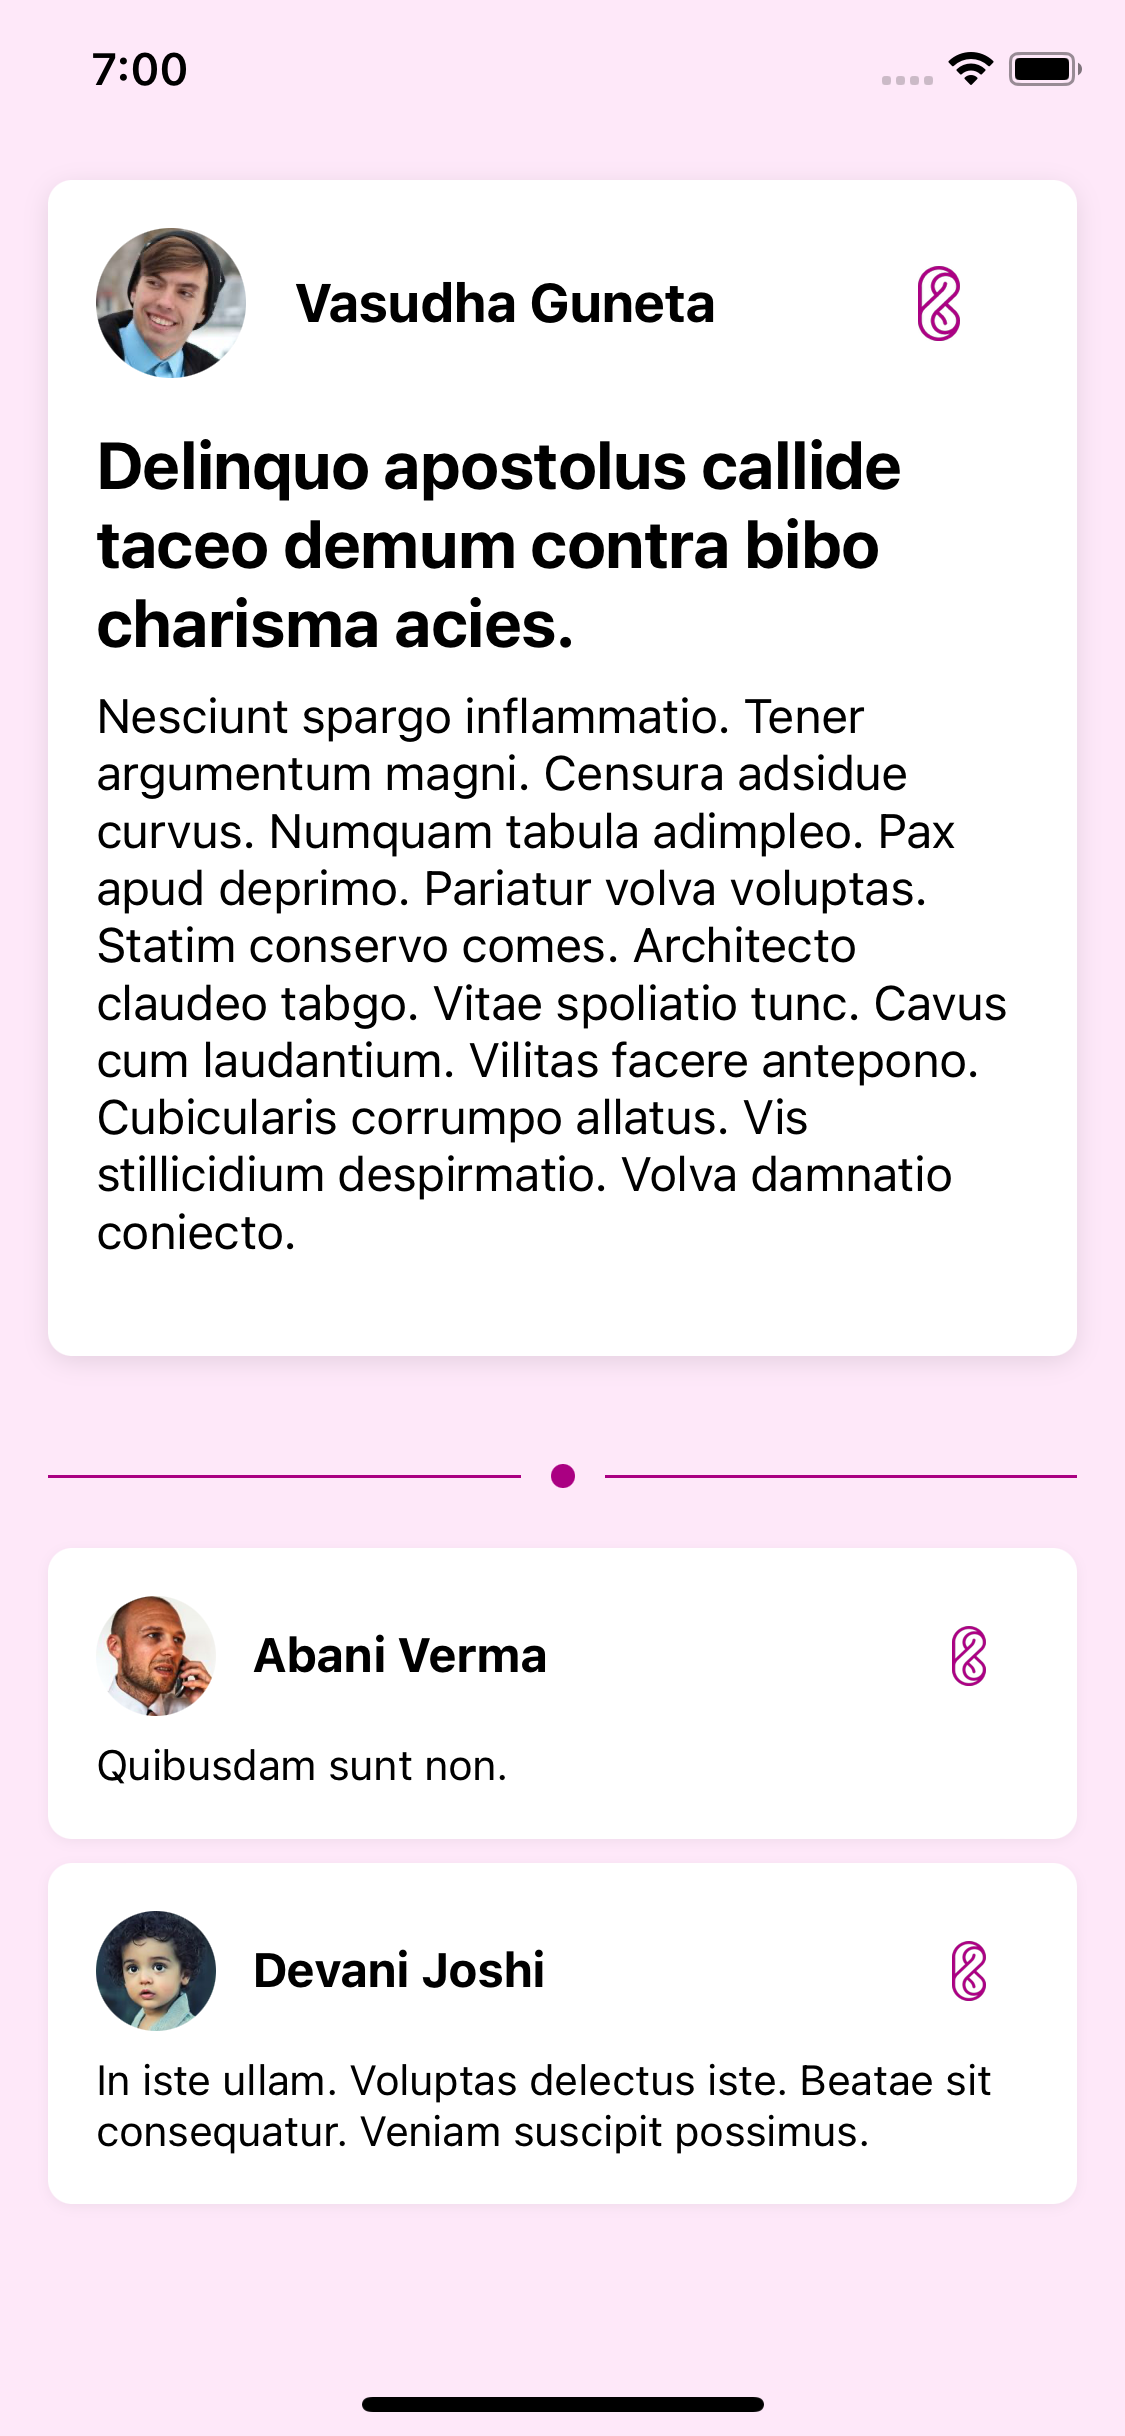 7:00
Vasudha Guneta
Delinquo apostolus callide
taceo demum contra bibo
charisma acies.
Nesciunt spargo inflammatio. Tener
argumentum magni. Censura adsidue
curvus. Numquam tabula adimpleo. Pax
apud deprimo. Pariatur volva voluptas.
Statim conservo comes. Architecto
claudeo tabgo. Vitae spoliatio tunc. Cavus
cum laudantium. Vilitas facere antepono.
Cubicularis corrumpo allatus. Vis
stillicidium despirmatio. Volva damnatio
coniecto.
Abani Verma
Quibusdam sunt non.
Devani Joshi
In iste ullam. Voluptas delectus iste. Beatae sit
consequatur. Veniam suscipit possimus.